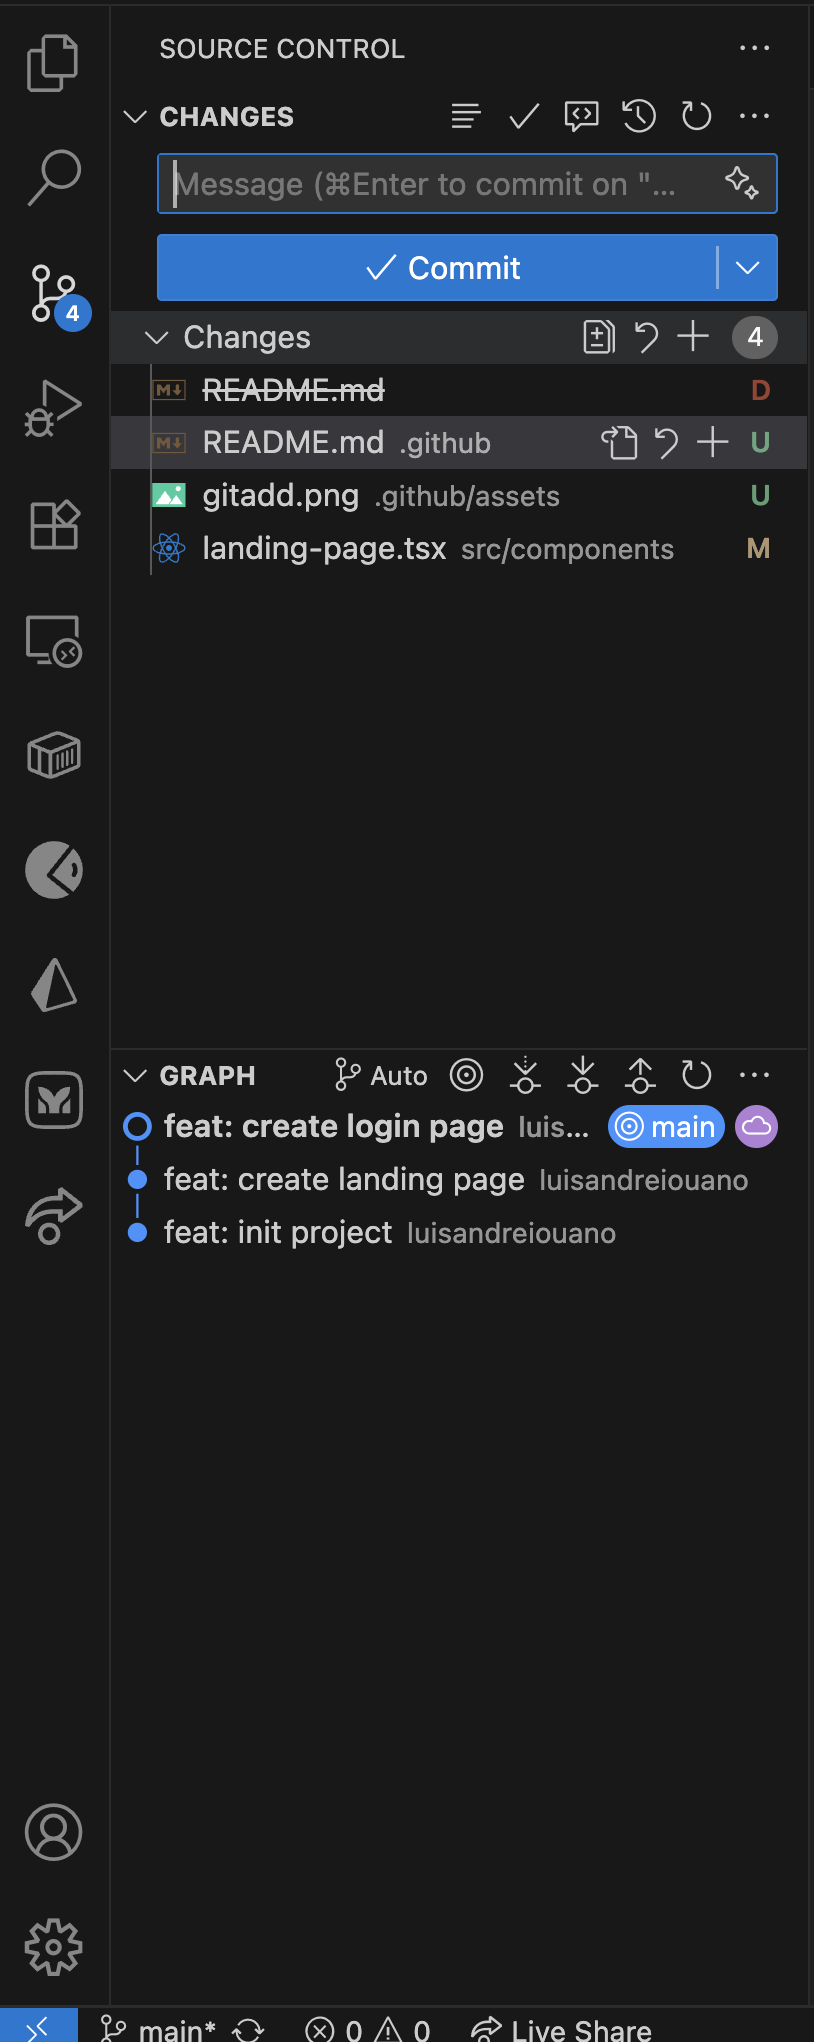 SOURCE CONTROL
CHANGES
Message (⌘Enter to commit on "...
Commit
4
Changes 4
README.md D
README.md .github U
gitadd.png .github/assets U
landing-page.tsx src/components M
GRAPH Auto
feat: create login page luis... main
feat: create landing page luisandreiouano
feat: init project luisandreiouano
main* 0 0 Live Share